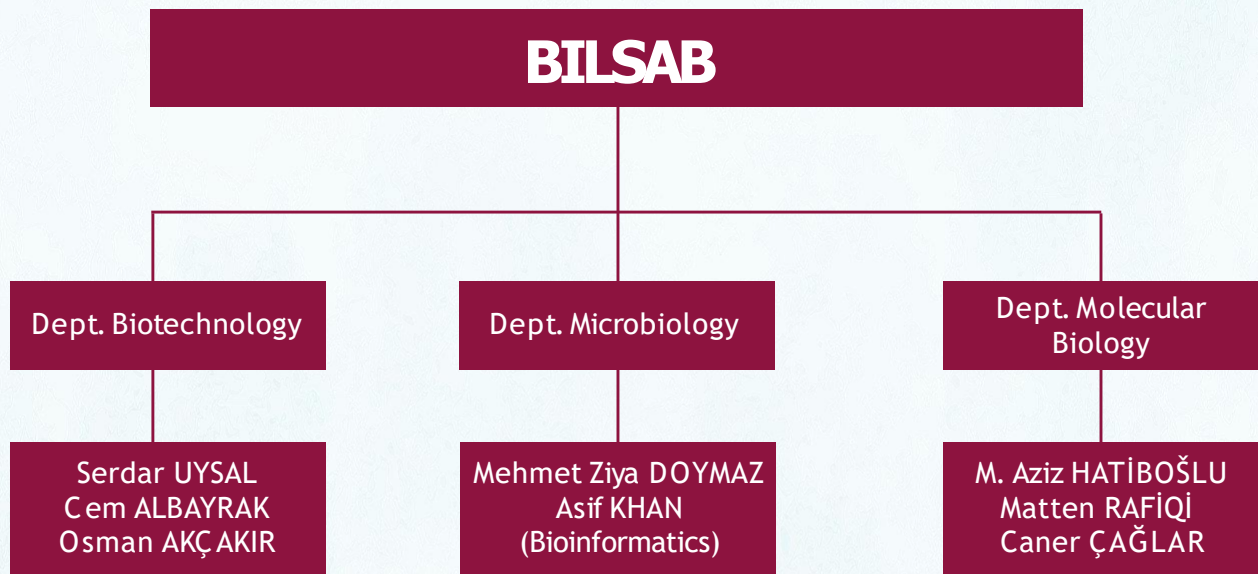 BILSAB
Dept. Biotechnology
Dept. Microbiology
Dept. Molecular
Biology
Serdar UYSAL
Cem ALBAYRAK
Osman AKÇAKIR
Mehmet Ziya DOYMAZ
Asif KHAN
(Bioinformatics)
M. Aziz HATİBOŠLU
Matten RAFİQİ
Caner ÇAĞLAR